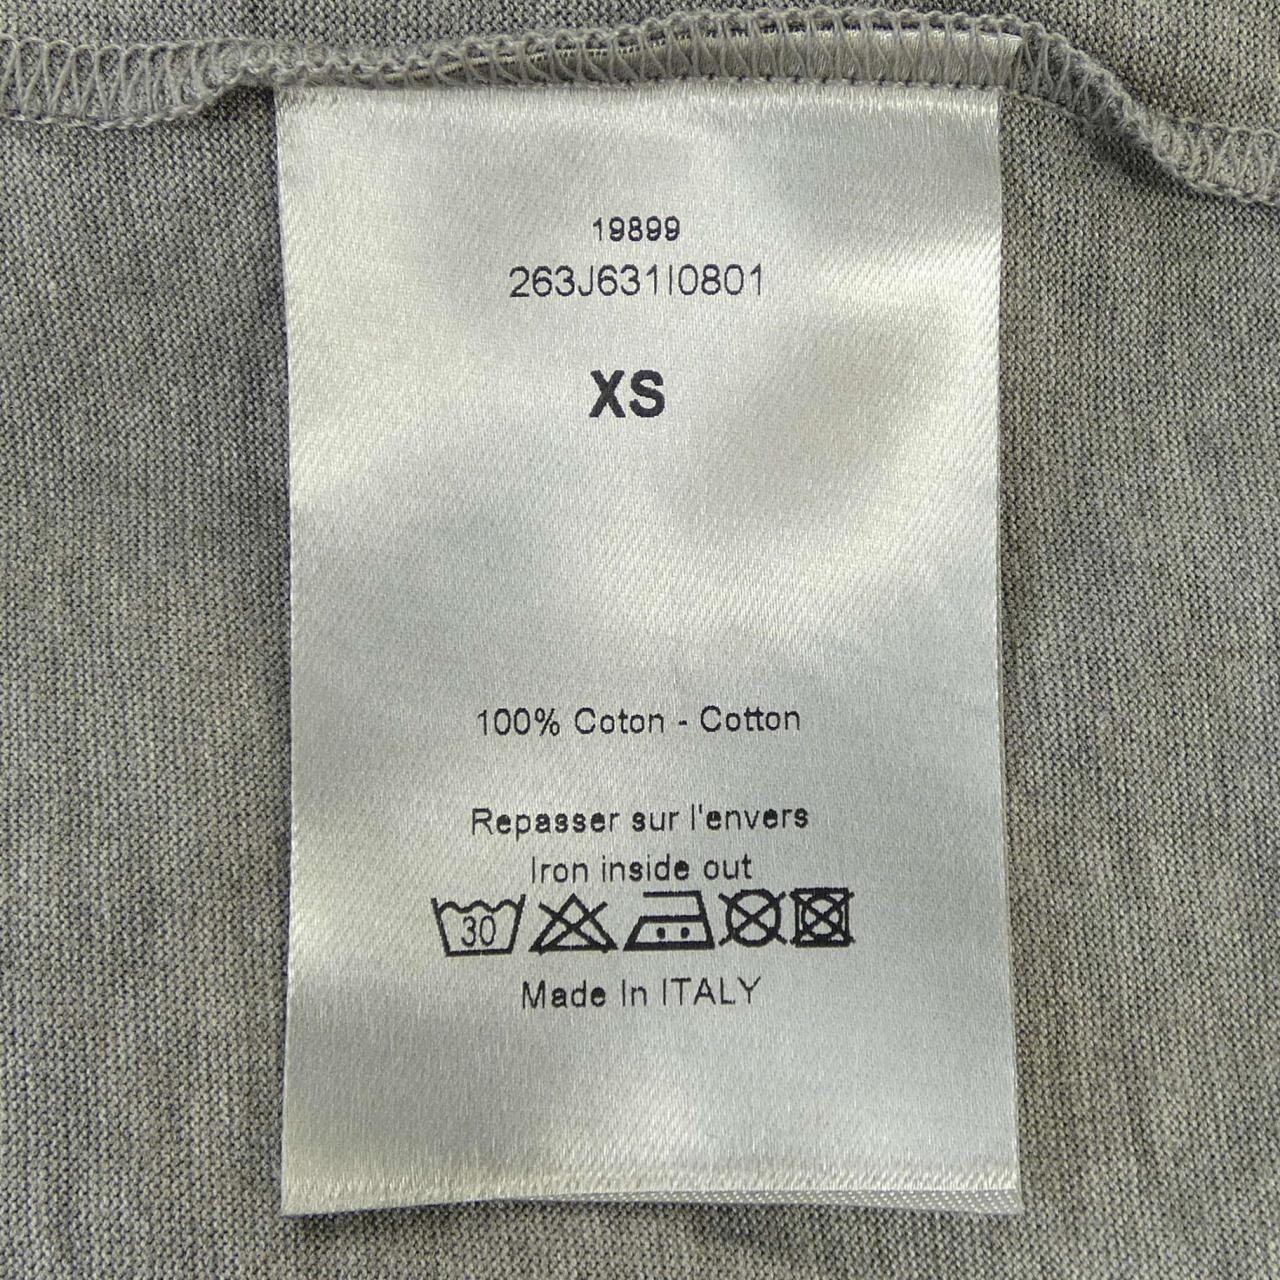 19899
263J631I0801
XS
100% Coton - Cotton
Repasser sur l'envers
Iron inside out
30
Made In ITALY